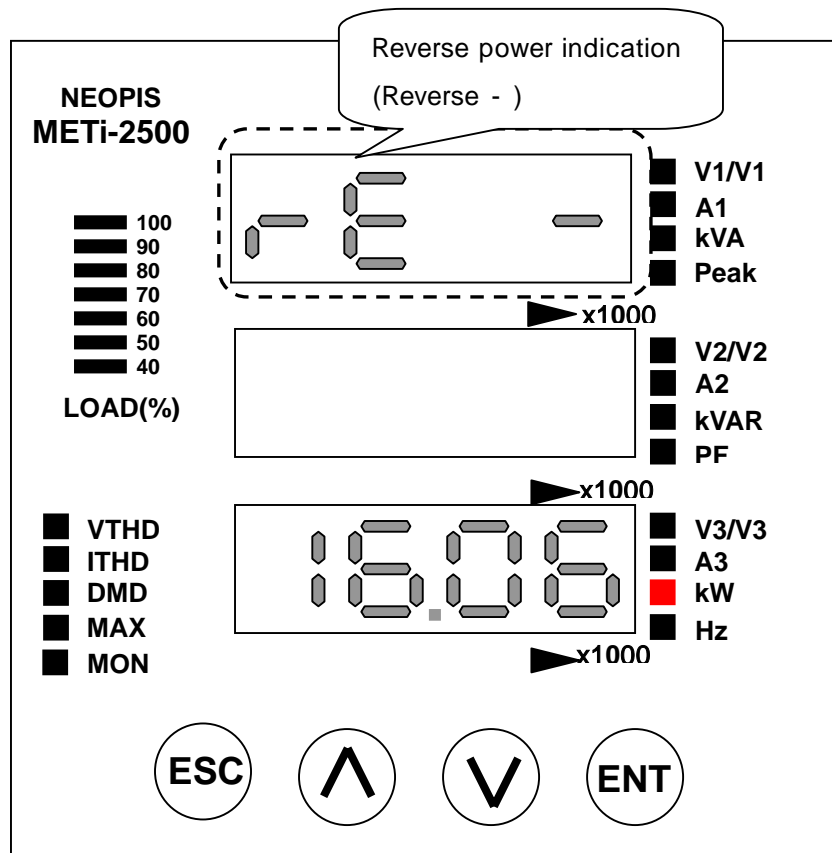 Reverse power indication
(Reverse - )
NEOPIS
METi-2500
rE -
V1/V1
A1
kVA
Peak
100
90
80
70
60
50
40
LOAD(%)
x1000
V2/V2
A2
kVAR
PF
x1000
VTHD
ITHD
DMD
MAX
MON
16.06
V3/V3
A3
kW
Hz
x1000
ESC
ENT